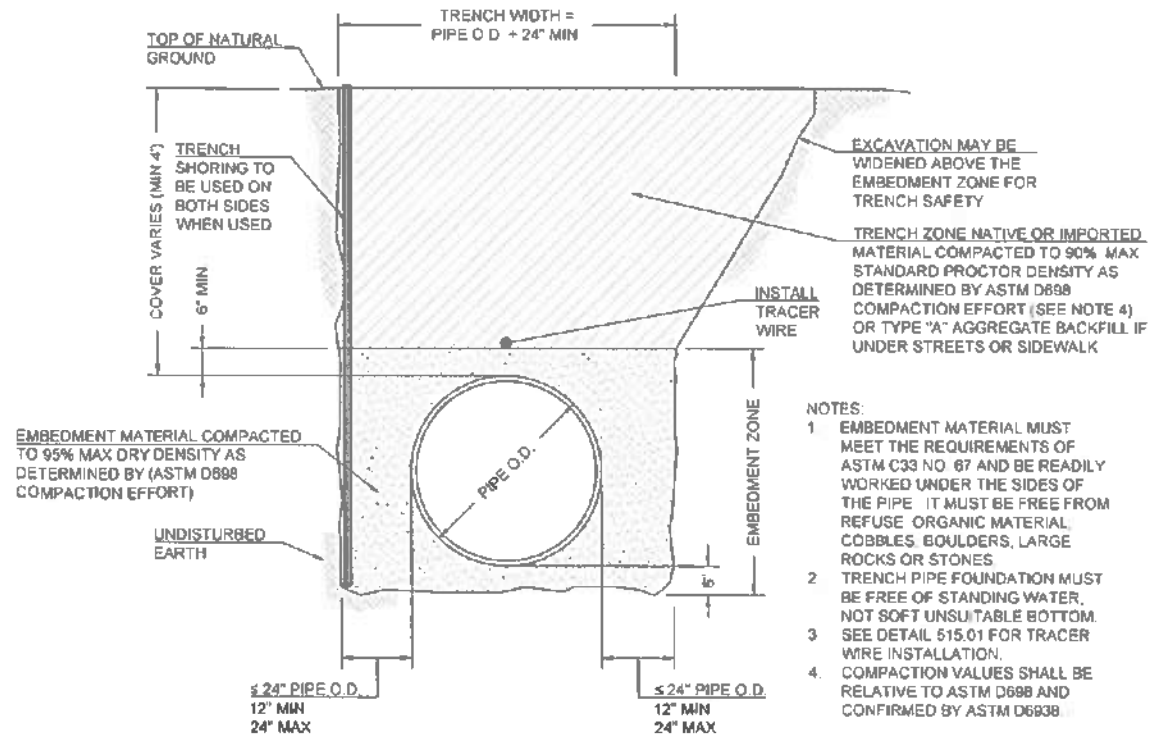 TRENCH WIDTH =
PIPE O.D. + 24" MIN
TOP OF NATURAL
GROUND
COVER VARIES (MIN 4')
6" MIN
TRENCH
SHORING TO
BE USED ON
BOTH SIDES
WHEN USED
EXCAVATION MAY BE
WIDENED ABOVE THE
EMBEDMENT ZONE FOR
TRENCH SAFETY
TRENCH ZONE NATIVE OR IMPORTED
MATERIAL COMPACTED TO 90% MAX
STANDARD PROCTOR DENSITY AS
DETERMINED BY ASTM D698
COMPACTION EFFORT (SEE NOTE 4)
OR TYPE "A" AGGREGATE BACKFILL IF
UNDER STREETS OR SIDEWALK
INSTALL
TRACER
WIRE
EMBEDMENT MATERIAL COMPACTED
TO 95% MAX DRY DENSITY AS
DETERMINED BY (ASTM D698
COMPACTION EFFORT)
UNDISTURBED
EARTH
PIPE O.D.
EMBEDMENT ZONE
6"
≤ 24" PIPE O.D.
12" MIN
24" MAX
≤ 24" PIPE O.D.
12" MIN
24" MAX
NOTES:
1 EMBEDMENT MATERIAL MUST
MEET THE REQUIREMENTS OF
ASTM C33 NO. 67 AND BE READILY
WORKED UNDER THE SIDES OF
THE PIPE IT MUST BE FREE FROM
REFUSE ORGANIC MATERIAL,
COBBLES, BOULDERS, LARGE
ROCKS OR STONES.
2 TRENCH PIPE FOUNDATION MUST
BE FREE OF STANDING WATER,
NOT SOFT UNSUITABLE BOTTOM.
3 SEE DETAIL 515.01 FOR TRACER
WIRE INSTALLATION.
4. COMPACTION VALUES SHALL BE
RELATIVE TO ASTM D698 AND
CONFIRMED BY ASTM D6938.